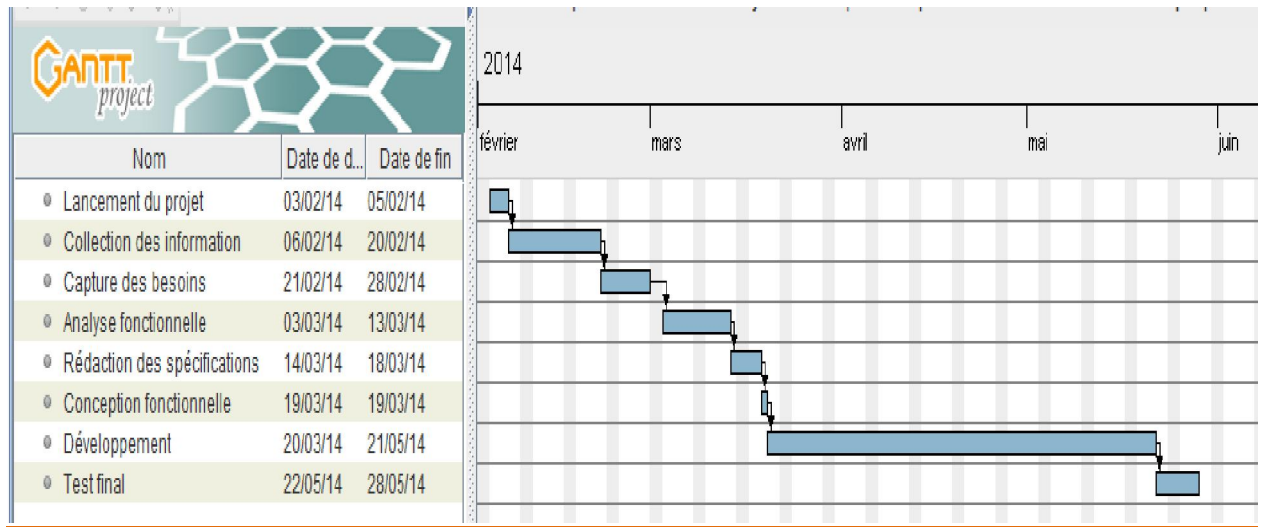 GANTT
project
2014
février mars avril mai juin
Nom Date de d... Date de fin
Lancement du projet 03/02/14 05/02/14
Collection des information 06/02/14 20/02/14
Capture des besoins 21/02/14 28/02/14
Analyse fonctionnelle 03/03/14 13/03/14
Rédaction des spécifications 14/03/14 18/03/14
Conception fonctionnelle 19/03/14 19/03/14
Développement 20/03/14 21/05/14
Test final 22/05/14 28/05/14